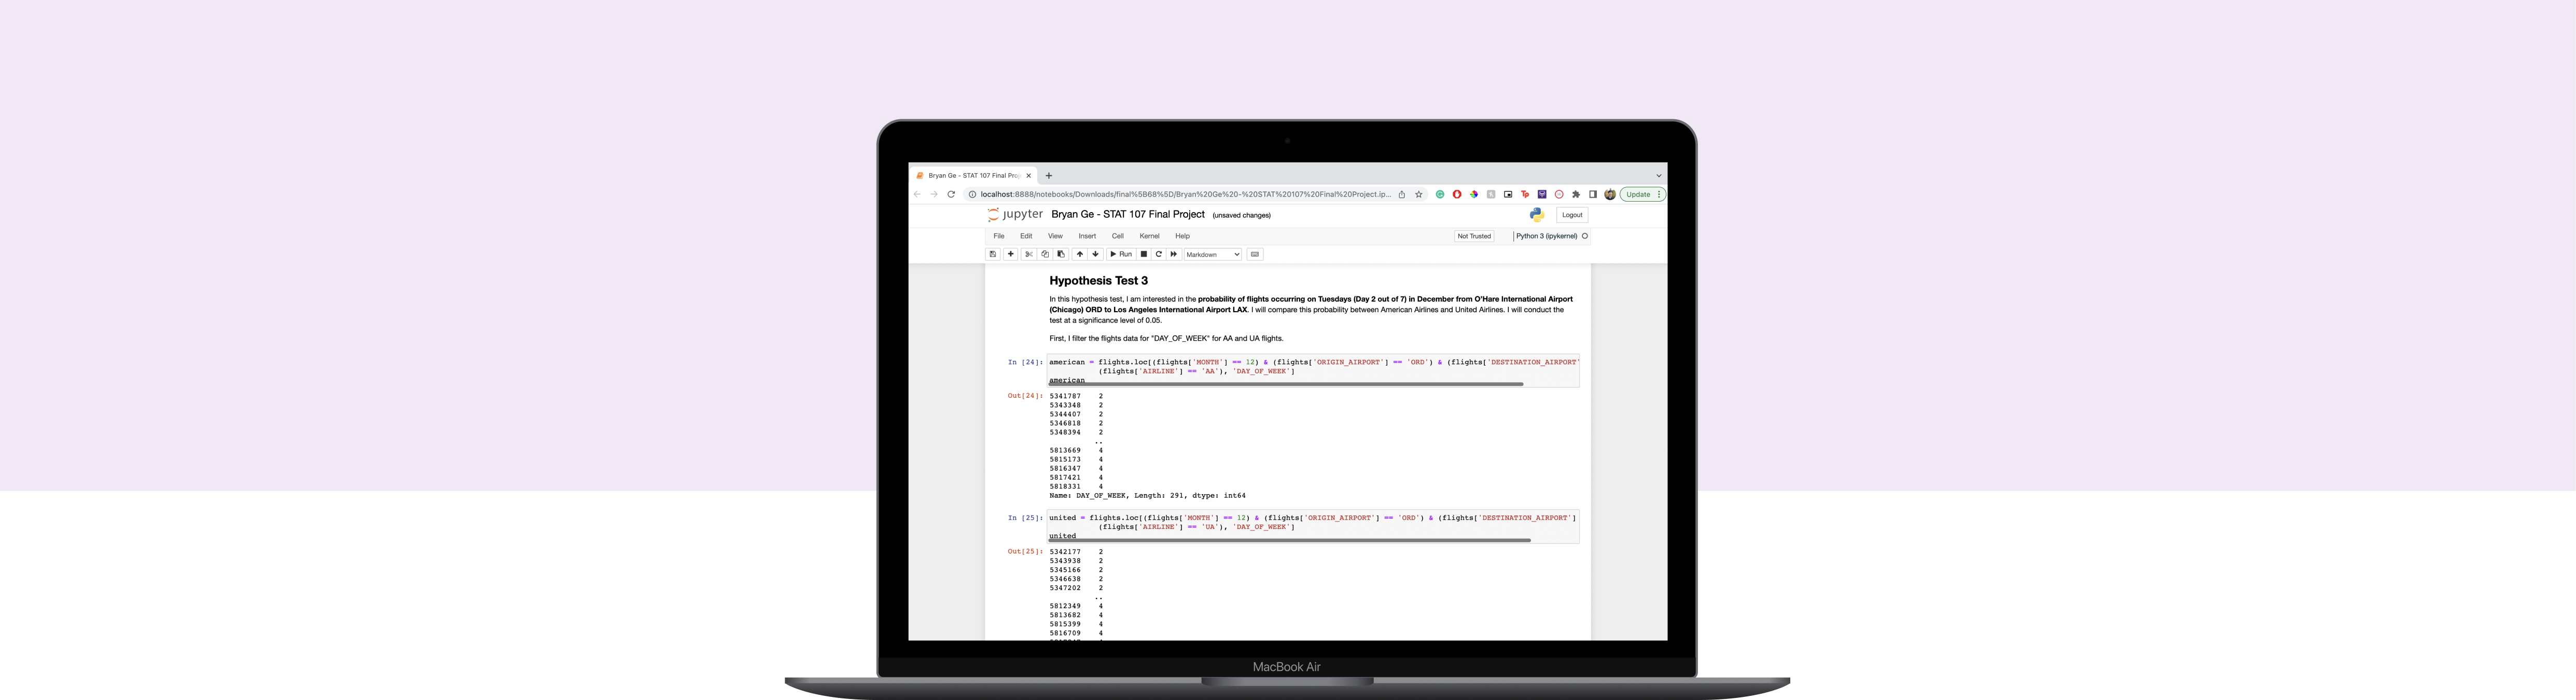 Bryan Ge - STAT 107 Final Proj
localhost:8888/notebooks/Downloads/final%5B68%5D/Bryan%20Ge%20-%20STAT%20107%20Final%20Project.ip...
Update
jupyter Bryan Ge - STAT 107 Final Project (unsaved changes)
Logout
File Edit View Insert Cell Kernel Help
Not Trusted
Python 3 (ipykernel)
Run
Markdown
Hypothesis Test 3
In this hypothesis test, I am interested in the probability of flights occurring on Tuesdays (Day 2 out of 7) in December from O'Hare International Airport
(Chicago) ORD to Los Angeles International Airport LAX. I will compare this probability between American Airlines and United Airlines. I will conduct the
test at a significance level of 0.05.
First, I filter the flights data for "DAY_OF_WEEK" for AA and UA flights.
In [24]: american = flights.loc[(flights['MONTH'] == 12) & (flights['ORIGIN_AIRPORT'] == 'ORD') & (flights['DESTINATION_AIRPORT'
(flights['AIRLINE'] == 'AA'), 'DAY_OF_WEEK']
american
Out[24]: 5341787 2
5343348 2
5344407 2
5346818 2
5348394 2
..
5813669 4
5815173 4
5816347 4
5817421 4
5818331 4
Name: DAY_OF_WEEK, Length: 291, dtype: int64
In [25]: united = flights.loc[(flights['MONTH'] == 12) & (flights['ORIGIN_AIRPORT'] == 'ORD') & (flights['DESTINATION_AIRPORT']
(flights['AIRLINE'] == 'UA'), 'DAY_OF_WEEK']
united
Out[25]: 5342177 2
5343938 2
5345166 2
5346638 2
5347202 2
..
5812349 4
5813682 4
5815399 4
5816709 4
MacBook Air